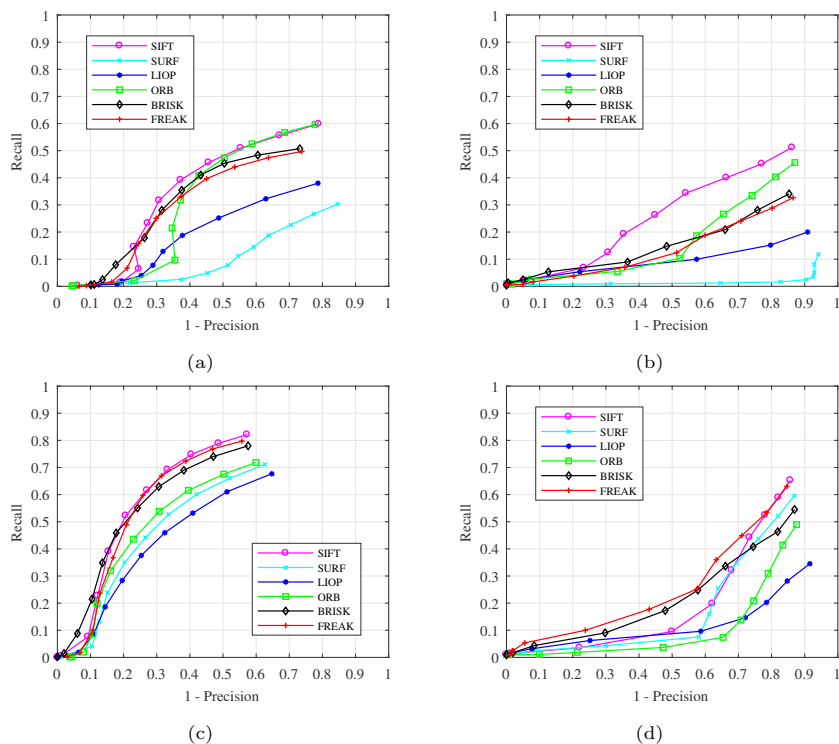 1
0.9
0.8
0.7
0.6
0.5
0.4
0.3
0.2
0.1
0
Recall
SIFT
SURF
LIOP
ORB
BRISK
FREAK
0 0.1 0.2 0.3 0.4 0.5 0.6 0.7 0.8 0.9 1
1 - Precision
(a)
1
0.9
0.8
0.7
0.6
0.5
0.4
0.3
0.2
0.1
0
Recall
SIFT
SURF
LIOP
ORB
BRISK
FREAK
0 0.1 0.2 0.3 0.4 0.5 0.6 0.7 0.8 0.9 1
1 - Precision
(b)
1
0.9
0.8
0.7
0.6
0.5
0.4
0.3
0.2
0.1
0
Recall
SIFT
SURF
LIOP
ORB
BRISK
FREAK
0 0.1 0.2 0.3 0.4 0.5 0.6 0.7 0.8 0.9 1
1 - Precision
(c)
1
0.9
0.8
0.7
0.6
0.5
0.4
0.3
0.2
0.1
0
Recall
SIFT
SURF
LIOP
ORB
BRISK
FREAK
0 0.1 0.2 0.3 0.4 0.5 0.6 0.7 0.8 0.9 1
1 - Precision
(d)